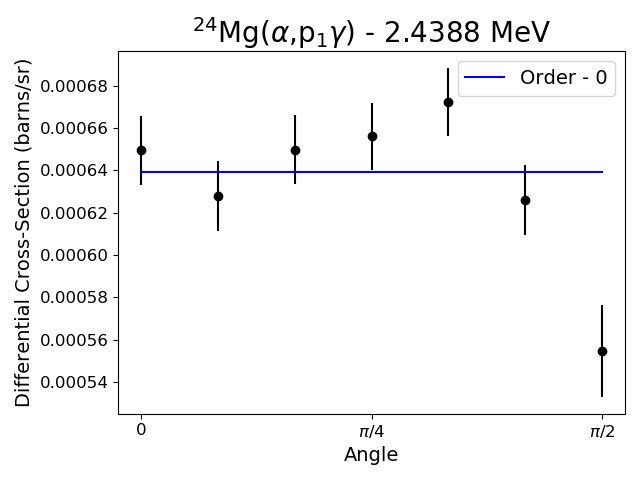 ²⁴Mg(α,p₁γ) - 2.4388 MeV
Order - 0
Differential Cross-Section (barns/sr)
0.00068
0.00066
0.00064
0.00062
0.00060
0.00058
0.00056
0.00054
0 π/4 π/2
Angle